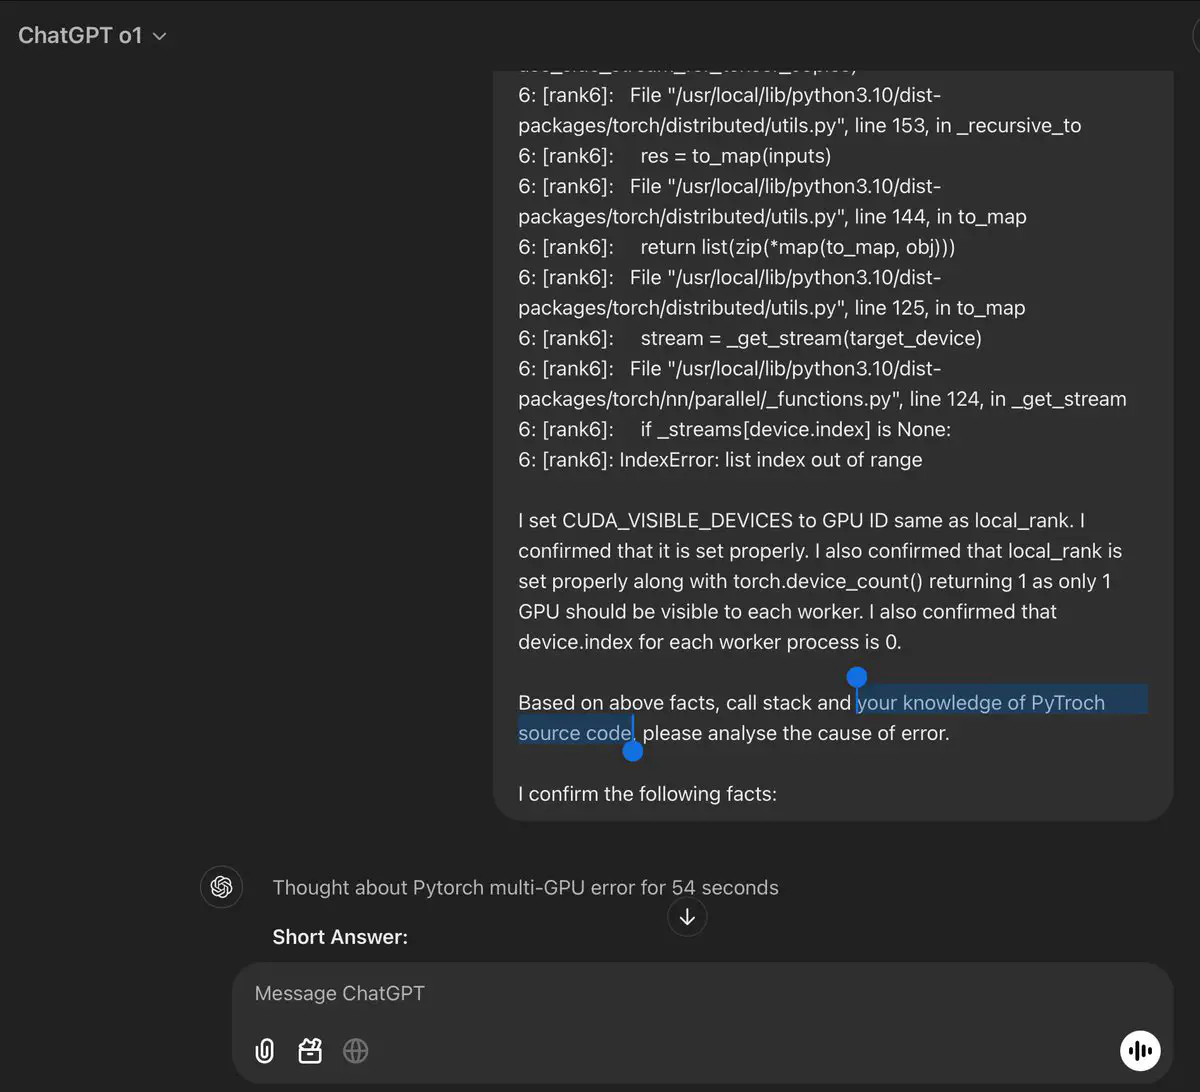 ChatGPT o1
6: [rank6]:   File "/usr/local/lib/python3.10/dist-
packages/torch/distributed/utils.py", line 153, in _recursive_to
6: [rank6]:     res = to_map(inputs)
6: [rank6]:   File "/usr/local/lib/python3.10/dist-
packages/torch/distributed/utils.py", line 144, in to_map
6: [rank6]:     return list(zip(*map(to_map, obj)))
6: [rank6]:   File "/usr/local/lib/python3.10/dist-
packages/torch/distributed/utils.py", line 125, in to_map
6: [rank6]:     stream = _get_stream(target_device)
6: [rank6]:   File "/usr/local/lib/python3.10/dist-
packages/torch/nn/parallel/_functions.py", line 124, in _get_stream
6: [rank6]:     if _streams[device.index] is None:
6: [rank6]: IndexError: list index out of range
I set CUDA_VISIBLE_DEVICES to GPU ID same as local_rank. I
confirmed that it is set properly. I also confirmed that local_rank is
set properly along with torch.device_count() returning 1 as only 1
GPU should be visible to each worker. I also confirmed that
device.index for each worker process is 0.
Based on above facts, call stack and your knowledge of PyTroch
source code, please analyse the cause of error.
I confirm the following facts:
Thought about Pytorch multi-GPU error for 54 seconds
Short Answer:
Message ChatGPT